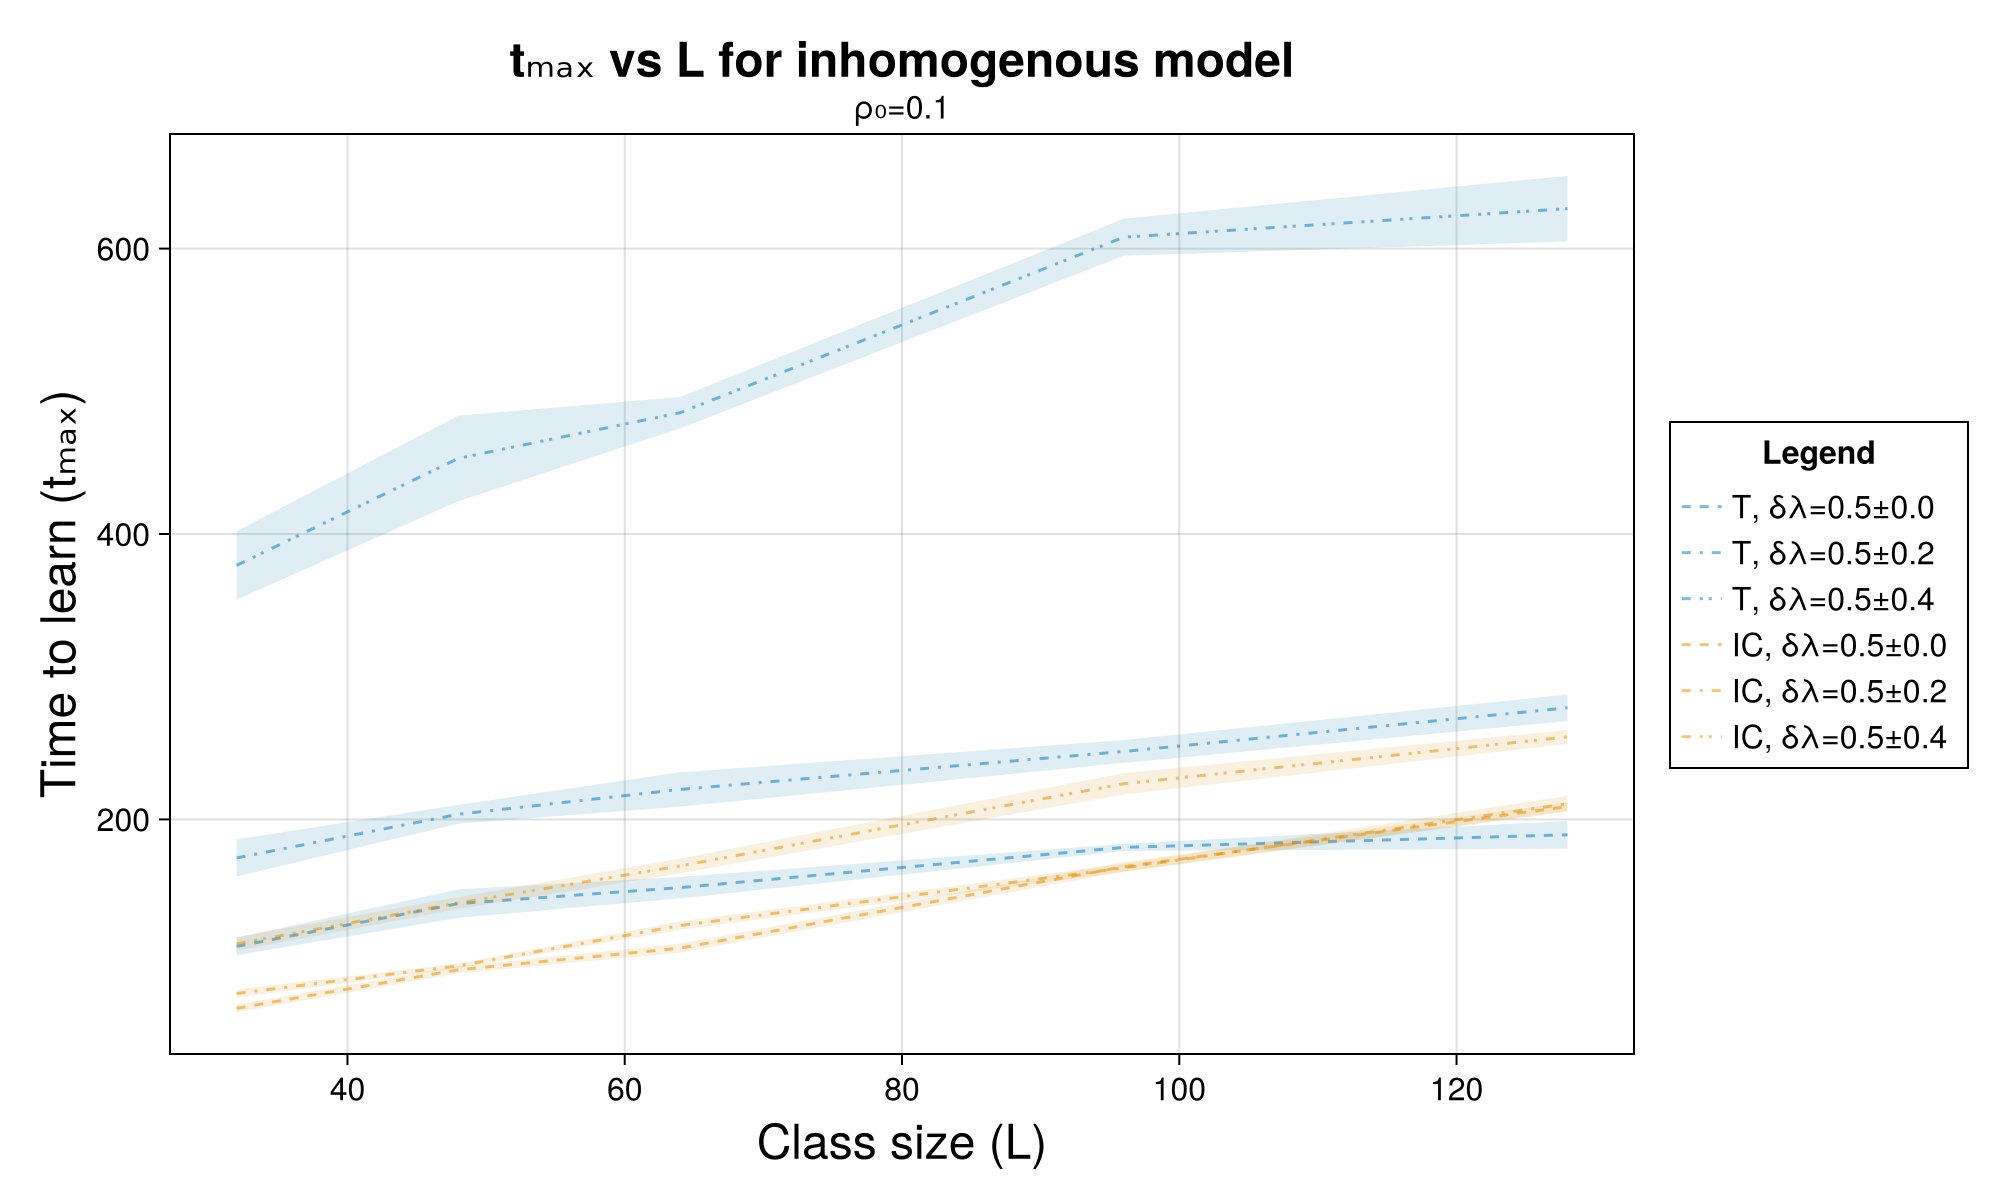 tₘₐₓ vs L for inhomogenous model
ρ₀=0.1
Time to learn (tₘₐₓ)
600
400
200
40 60 80 100 120
Class size (L)
Legend
T, δλ=0.5±0.0
T, δλ=0.5±0.2
T, δλ=0.5±0.4
IC, δλ=0.5±0.0
IC, δλ=0.5±0.2
IC, δλ=0.5±0.4